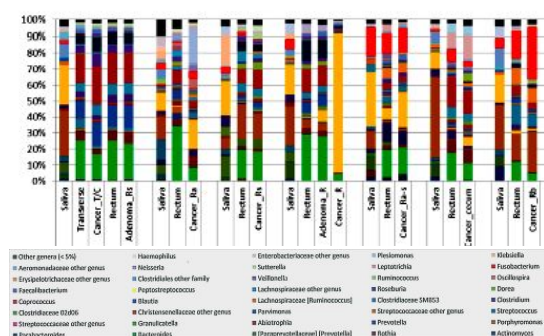 100%
90%
80%
70%
60%
50%
40%
30%
20%
10%
0%
Saliva Transverse Cancer_T/C Rectum Adenoma_Rs Saliva Rectum Cancer_Ra Saliva Rectum Cancer_Rs Saliva Rectum Adenoma_R Cancer_R Saliva Rectum Cancer_Ra-s Saliva Rectum Cancer_cecum Saliva Rectum Cancer_Rb
Other genera (< 5%) Haemophilus Enterobacteriaceae other genus Plesiomonas Klebsiella
Aeromonadaceae other genus Neisseria Sutterella Leptotrichia Fusobacterium
Erysipelotrichaceae other genus Clostridiales other family Veillonella Ruminococcus Oscillospira
Faecalibacterium Peptostreptococcus Lachnospiraceae other genus Roseburia Dorea
Coprococcus Blautia Lachnospiraceae [Ruminococcus] Clostridiaceae SMB53 Clostridium
Clostridiaceae 02d06 Christensenellaceae other genus Parvimonas Streptococcaceae other genus Streptococcus
Streptococcaceae other genus Granulicatella Abiotrophia Prevotella Porphyromonas
Parabacteroides Bacteroides [Paraprevotellaceae] [Prevotella] Rothia Actinomyces